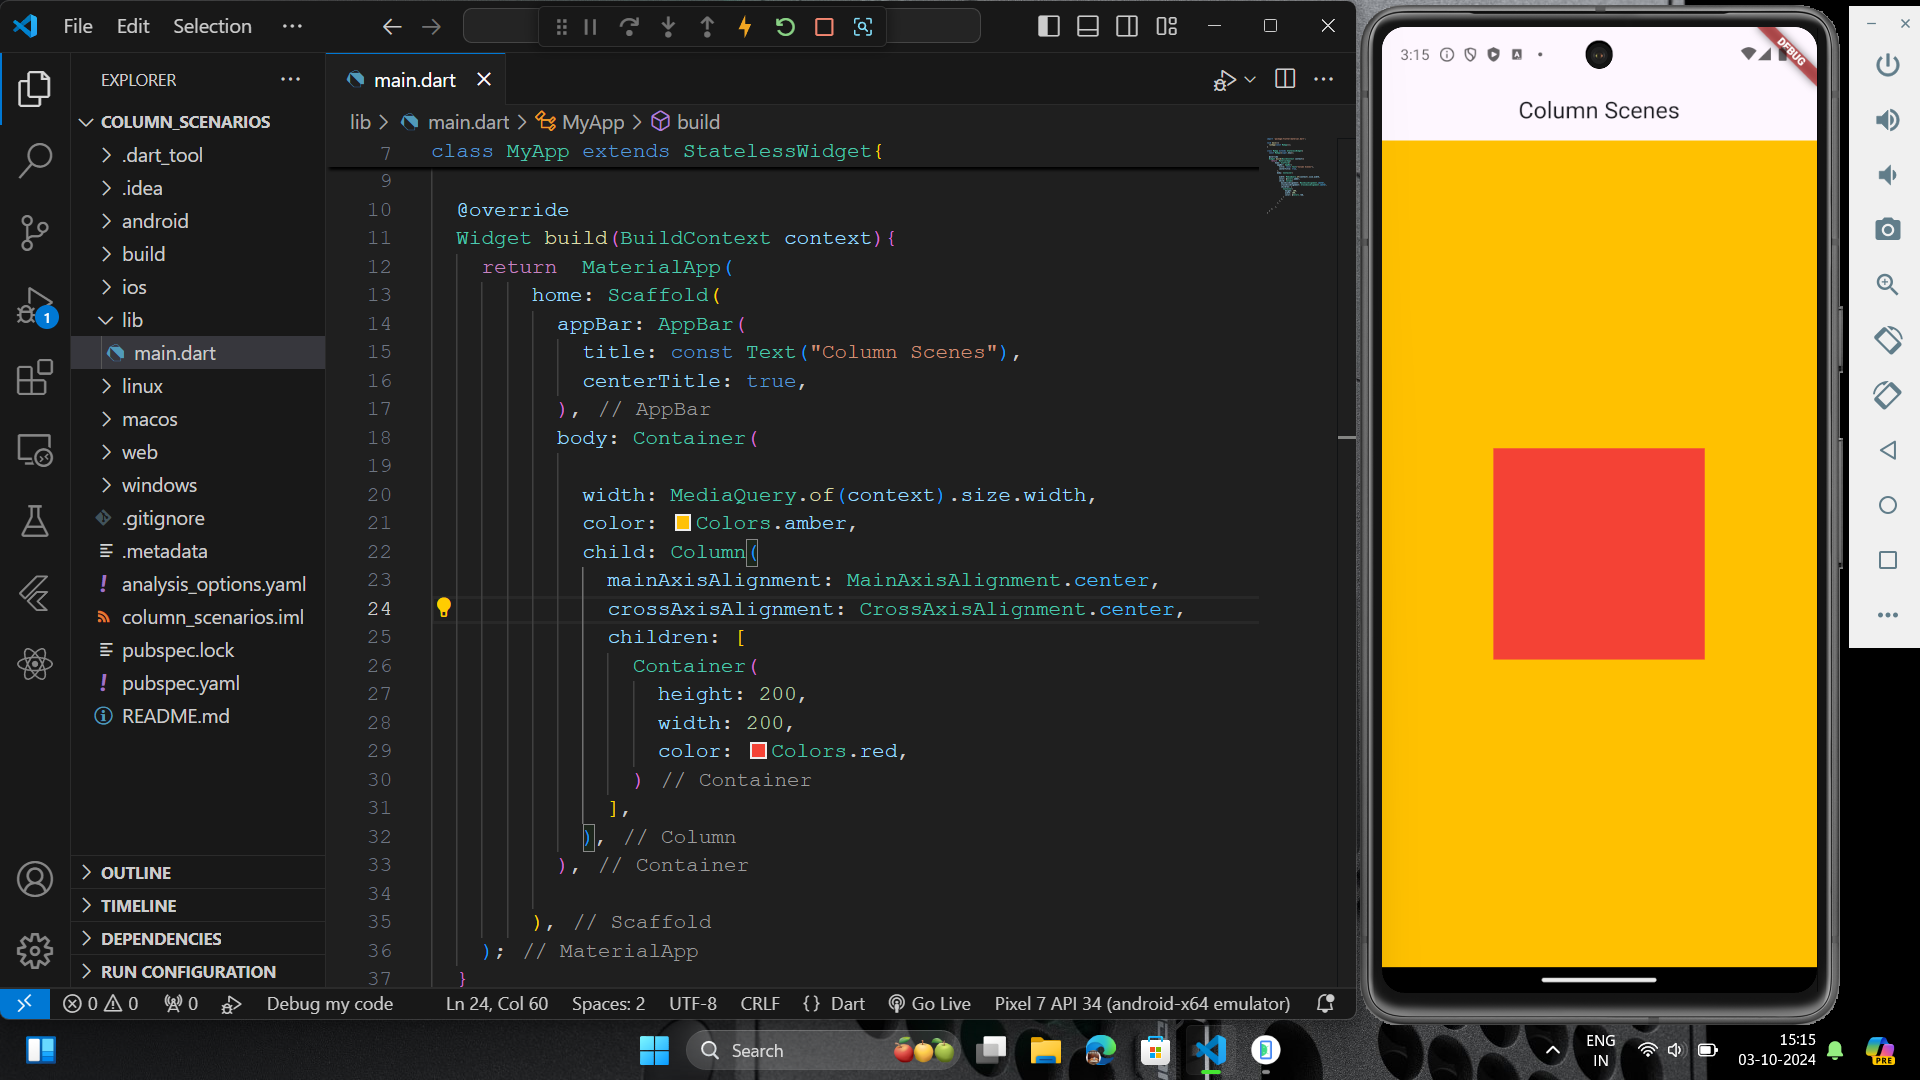 File Edit Selection ···
EXPLORER ···
COLUMN_SCENARIOS
.dart_tool
.idea
android
build
ios
lib
main.dart
linux
macos
web
windows
.gitignore
.metadata
! analysis_options.yaml
column_scenarios.iml
pubspec.lock
! pubspec.yaml
README.md
OUTLINE
TIMELINE
DEPENDENCIES
RUN CONFIGURATION
1
main.dart
lib > main.dart > MyApp > build
7 class MyApp extends StatelessWidget{
9
10 @override
11 Widget build(BuildContext context){
12 return  MaterialApp(
13 home: Scaffold(
14 appBar: AppBar(
15 title: const Text("Column Scenes"),
16 centerTitle: true,
17 ), // AppBar
18 body: Container(
19
20 width: MediaQuery.of(context).size.width,
21 color: Colors.amber,
22 child: Column(
23 mainAxisAlignment: MainAxisAlignment.center,
24 crossAxisAlignment: CrossAxisAlignment.center,
25 children: [
26 Container(
27 height: 200,
28 width: 200,
29 color: Colors.red,
30 ) // Container
31 ],
32 ), // Column
33 ), // Container
34
35 ), // Scaffold
36 ); // MaterialApp
37 }
0 0 0 Debug my code Ln 24, Col 60 Spaces: 2 UTF-8 CRLF {} Dart Go Live Pixel 7 API 34 (android-x64 emulator)
3:15
DEBUG
Column Scenes
Search
ENG
IN
15:15
03-10-2024
PRE